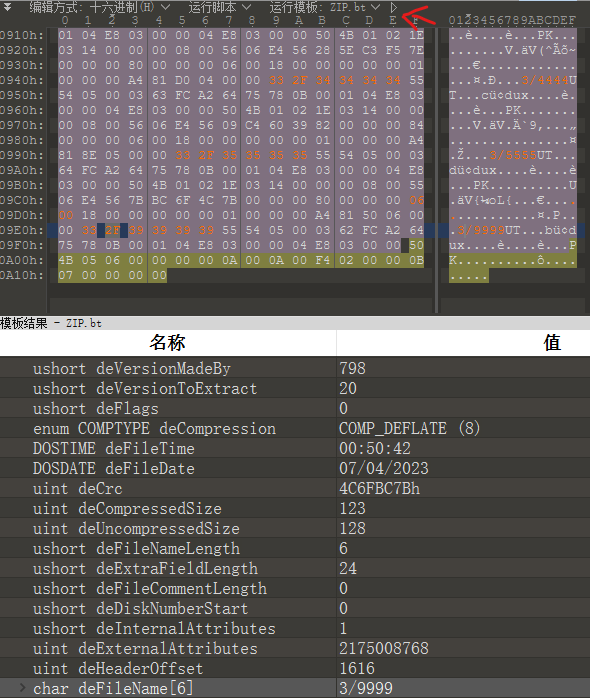 编辑方式: 十六进制(H) 运行脚本 运行模板: ZIP.bt
0 1 2 3 4 5 6 7 8 9 A B C D E F 0123456789ABCDEF
0910h: 01 04 E8 03 00 00 04 E8 03 00 00 50 4B 01 02 1E ..è....è...PK...
0920h: 03 14 00 00 00 08 00 56 06 E4 56 28 5E C3 F5 7E .......V.äV(^Ãõ~
0930h: 00 00 00 80 00 00 00 06 00 18 00 00 00 00 00 01 ...€............
0940h: 00 00 00 A4 81 D0 04 00 00 33 2F 34 34 34 34 55 ...¤.Ð...3/4444U
0950h: 54 05 00 03 63 FC A2 64 75 78 0B 00 01 04 E8 03 T...cü¢dux....è.
0960h: 00 00 04 E8 03 00 00 50 4B 01 02 1E 03 14 00 00 ...è...PK.......
0970h: 00 08 00 56 06 E4 56 09 C4 60 39 82 00 00 00 84 ...V.äV.Ä`9‚...„
0980h: 00 00 00 06 00 18 00 00 00 00 00 01 00 00 00 A4 ...............¤
0990h: 81 8E 05 00 00 33 2F 35 35 35 35 55 54 05 00 03 .Ž...3/5555UT...
09A0h: 64 FC A2 64 75 78 0B 00 01 04 E8 03 00 00 04 E8 dü¢dux....è....è
09B0h: 03 00 00 50 4B 01 02 1E 03 14 00 00 00 08 00 55 ...PK..........U
09C0h: 06 E4 56 7B BC 6F 4C 7B 00 00 00 80 00 00 00 06 .äV{¼oL{...€....
09D0h: 00 18 00 00 00 00 00 01 00 00 00 A4 81 50 06 00 ...........¤.P..
09E0h: 00 33 2F 39 39 39 39 55 54 05 00 03 62 FC A2 64 .3/9999UT...bü¢d
09F0h: 75 78 0B 00 01 04 E8 03 00 00 04 E8 03 00 00 50 ux....è....è...P
0A00h: 4B 05 06 00 00 00 00 0A 00 0A 00 F4 02 00 00 0B K..........ô....
0A10h: 07 00 00 00 00 .....
模板结果 - ZIP.bt
名称 值
ushort deVersionMadeBy 798
ushort deVersionToExtract 20
ushort deFlags 0
enum COMPTYPE deCompression COMP_DEFLATE (8)
DOSTIME deFileTime 00:50:42
DOSDATE deFileDate 07/04/2023
uint deCrc 4C6FBC7Bh
uint deCompressedSize 123
uint deUncompressedSize 128
ushort deFileNameLength 6
ushort deExtraFieldLength 24
ushort deFileCommentLength 0
ushort deDiskNumberStart 0
ushort deInternalAttributes 1
uint deExternalAttributes 2175008768
uint deHeaderOffset 1616
char deFileName[6] 3/9999